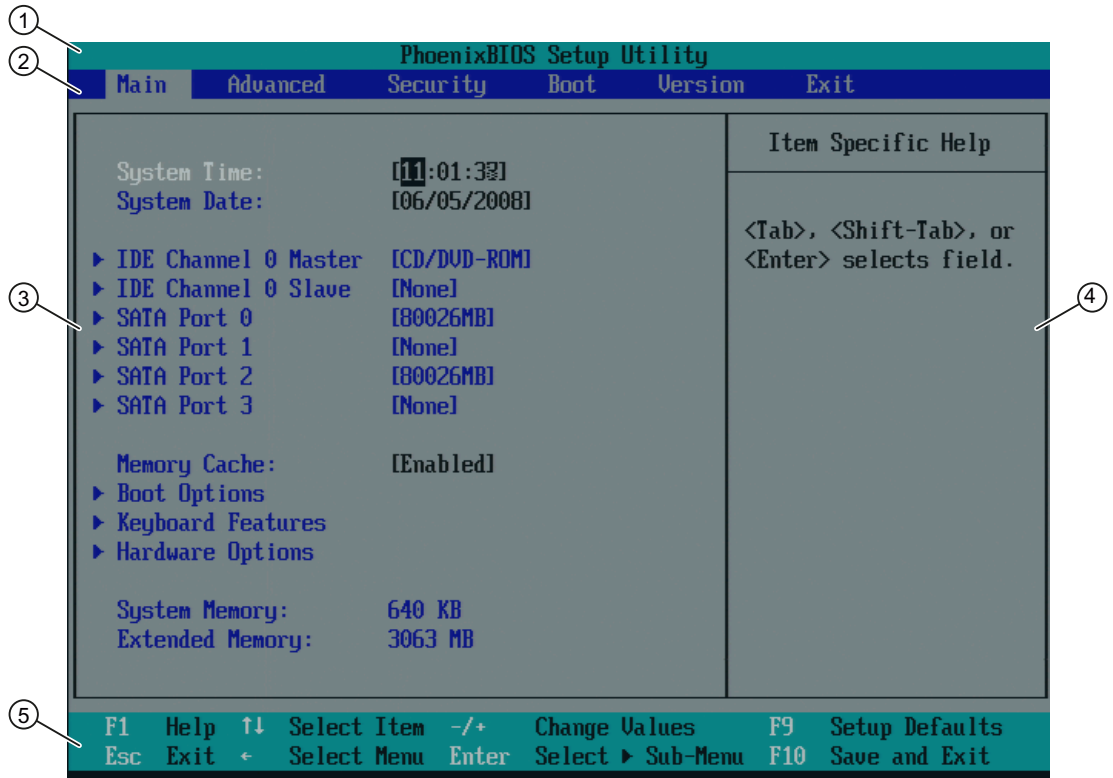 1
PhoenixBIOS Setup Utility
2
Main Advanced Security Boot Version Exit
Item Specific Help
System Time: [11:01:3]
System Date: [06/05/2008]
<Tab>, <Shift-Tab>, or
<Enter> selects field.
IDE Channel 0 Master [CD/DVD-ROM]
IDE Channel 0 Slave [None]
3
4
SATA Port 0 [80026MB]
SATA Port 1 [None]
SATA Port 2 [80026MB]
SATA Port 3 [None]
Memory Cache: [Enabled]
Boot Options
Keyboard Features
Hardware Options
System Memory: 640 KB
Extended Memory: 3063 MB
5
F1 Help ↑↓ Select Item -/+ Change Values F9 Setup Defaults
Esc Exit ← Select Menu Enter Select ▶ Sub-Menu F10 Save and Exit